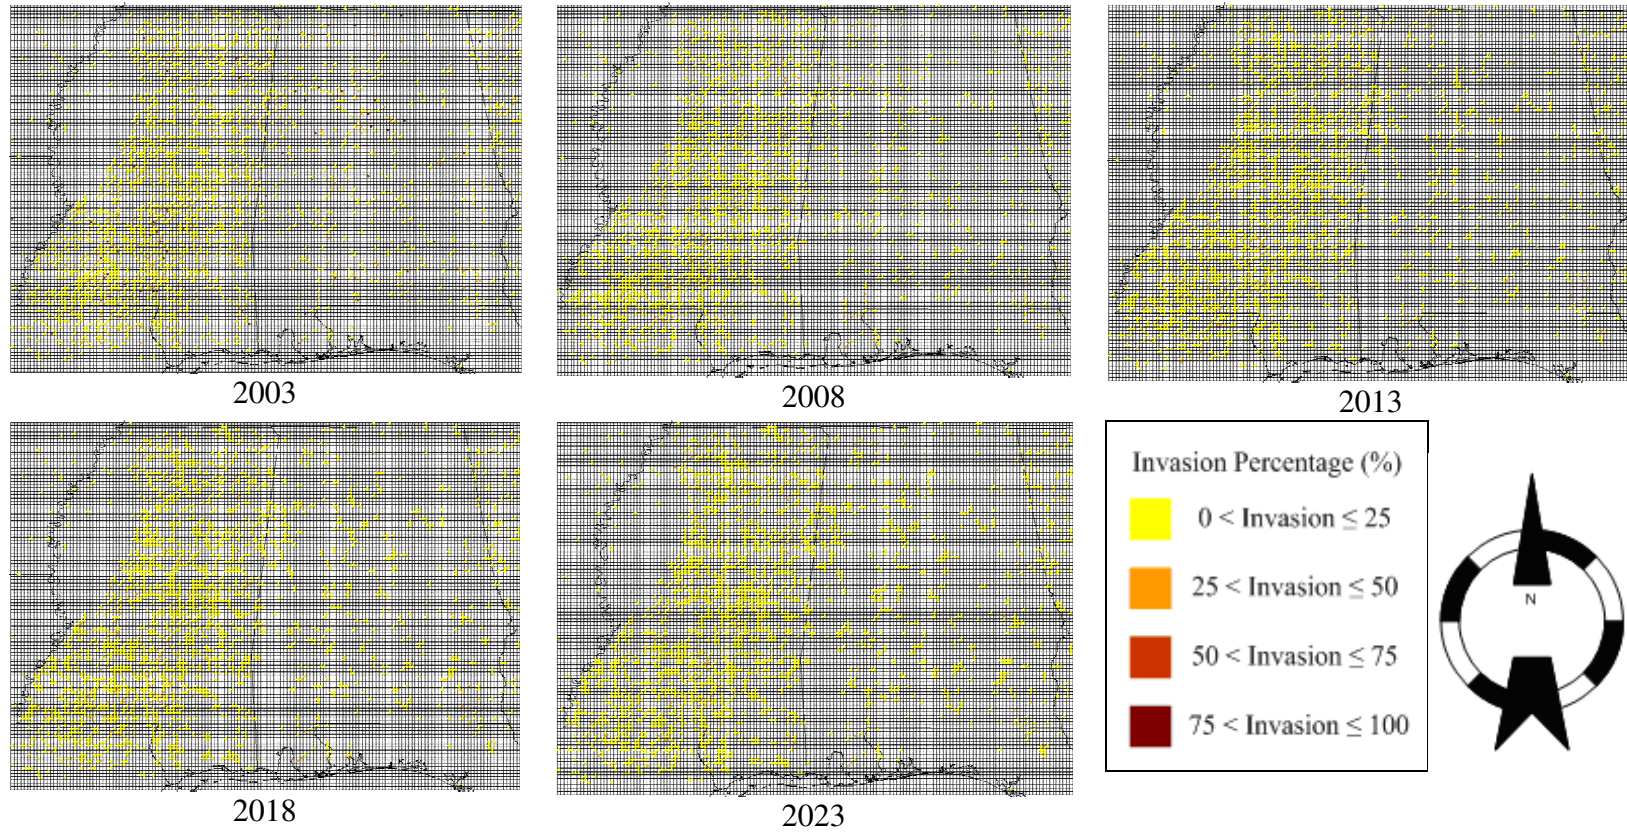 2003
2008
2013
2018
2023
Invasion Percentage (%)
0 < Invasion ≤ 25
25 < Invasion ≤ 50
50 < Invasion ≤ 75
75 < Invasion ≤ 100
N